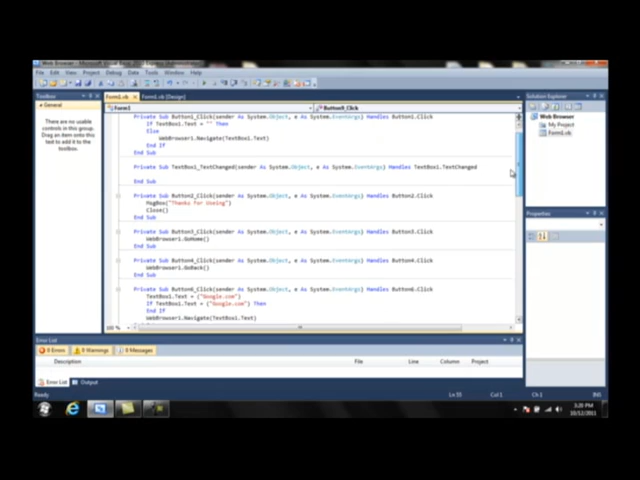 Web Browser - Microsoft Visual Basic 2010 Express (Administrator)
File Edit View Project Debug Data Tools Window Help
Toolbox
General
There are no usable
controls in this group.
Drag an item onto this
text to add it to the
toolbox.
Form1.vb Form1.vb [Design]
Form1 Button9_Click
Private Sub Button1_Click(sender As System.Object, e As System.EventArgs) Handles Button1.Click
If TextBox1.Text = "" Then
Else
WebBrowser1.Navigate(TextBox1.Text)
End If
End Sub
Private Sub TextBox1_TextChanged(sender As System.Object, e As System.EventArgs) Handles TextBox1.TextChanged
End Sub
Private Sub Button2_Click(sender As System.Object, e As System.EventArgs) Handles Button2.Click
MsgBox("Thanks For Useing")
Close()
End Sub
Private Sub Button3_Click(sender As System.Object, e As System.EventArgs) Handles Button3.Click
WebBrowser1.GoHome()
End Sub
Private Sub Button4_Click(sender As System.Object, e As System.EventArgs) Handles Button4.Click
WebBrowser1.GoBack()
End Sub
Private Sub Button6_Click(sender As System.Object, e As System.EventArgs) Handles Button6.Click
TextBox1.Text = ("Google.com")
If TextBox1.Text = ("Google.com") Then
End If
WebBrowser1.Navigate(TextBox1.Text)
100 %
Solution Explorer
Web Browser
My Project
Form1.vb
Properties
Error List
0 Errors 0 Warnings 0 Messages
Description File Line Column Project
Error List Output
Ready Ln 55 Col 1 Ch 1 INS
3:20 PM
10/12/2011